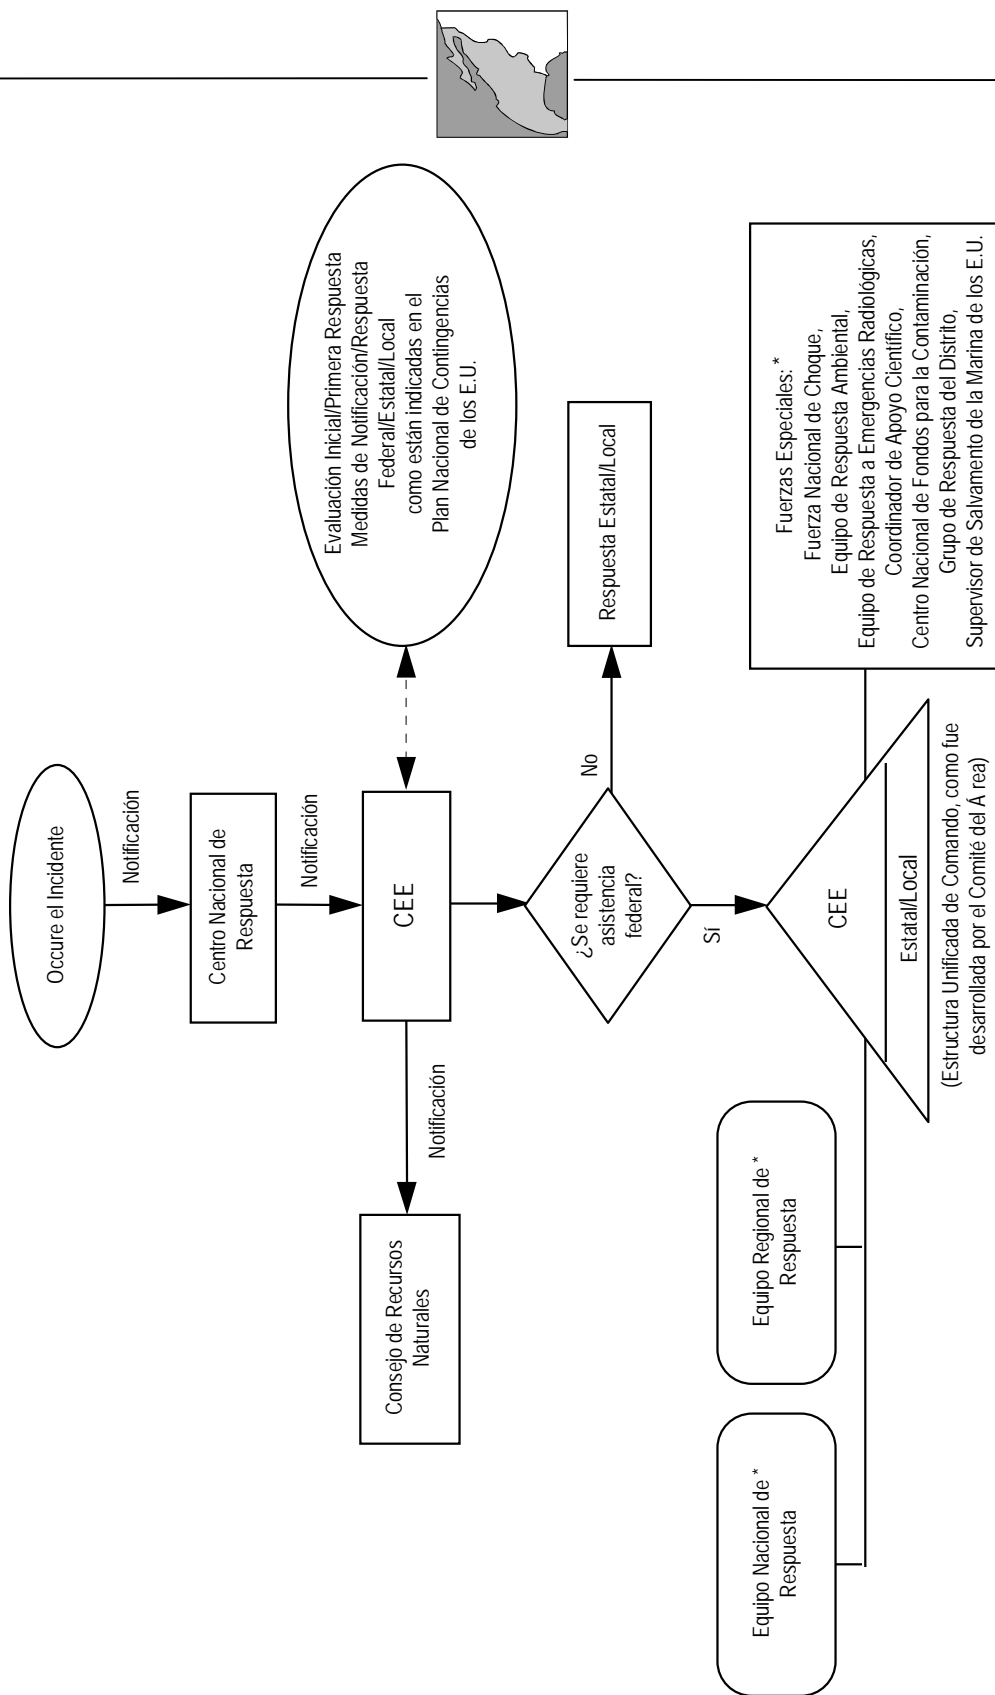 Occure el Incidente
Notificación
Centro Nacional de
Respuesta
Notificación
CEE
Evaluación Inicial/Primera Respuesta
Medidas de Notificación/Respuesta
Federal/Estatal/Local
como están indicadas en el
Plan Nacional de Contingencias
de los E.U.
Notificación
Consejo de Recursos
Naturales
¿Se requiere
asistencia
federal?
No
Respuesta Estatal/Local
Sí
CEE
Estatal/Local
(Estructura Unificada de Comando, como fue
desarrollada por el Comité del Á rea)
Equipo Nacional de *
Respuesta
Equipo Regional de *
Respuesta
Fuerzas Especiales: *
Fuerza Nacional de Choque,
Equipo de Respuesta Ambiental,
Equipo de Respuesta a Emergencias Radiológicas,
Coordinador de Apoyo Científico,
Centro Nacional de Fondos para la Contaminación,
Grupo de Respuesta del Distrito,
Supervisor de Salvamento de la Marina de los E.U.